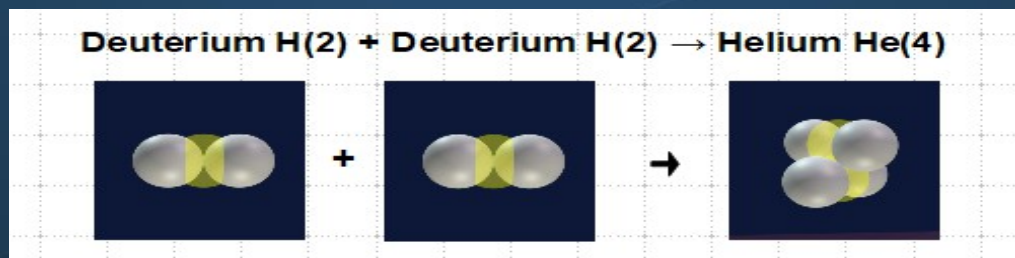 Deuterium H(2) + Deuterium H(2) → Helium He(4)
+ →